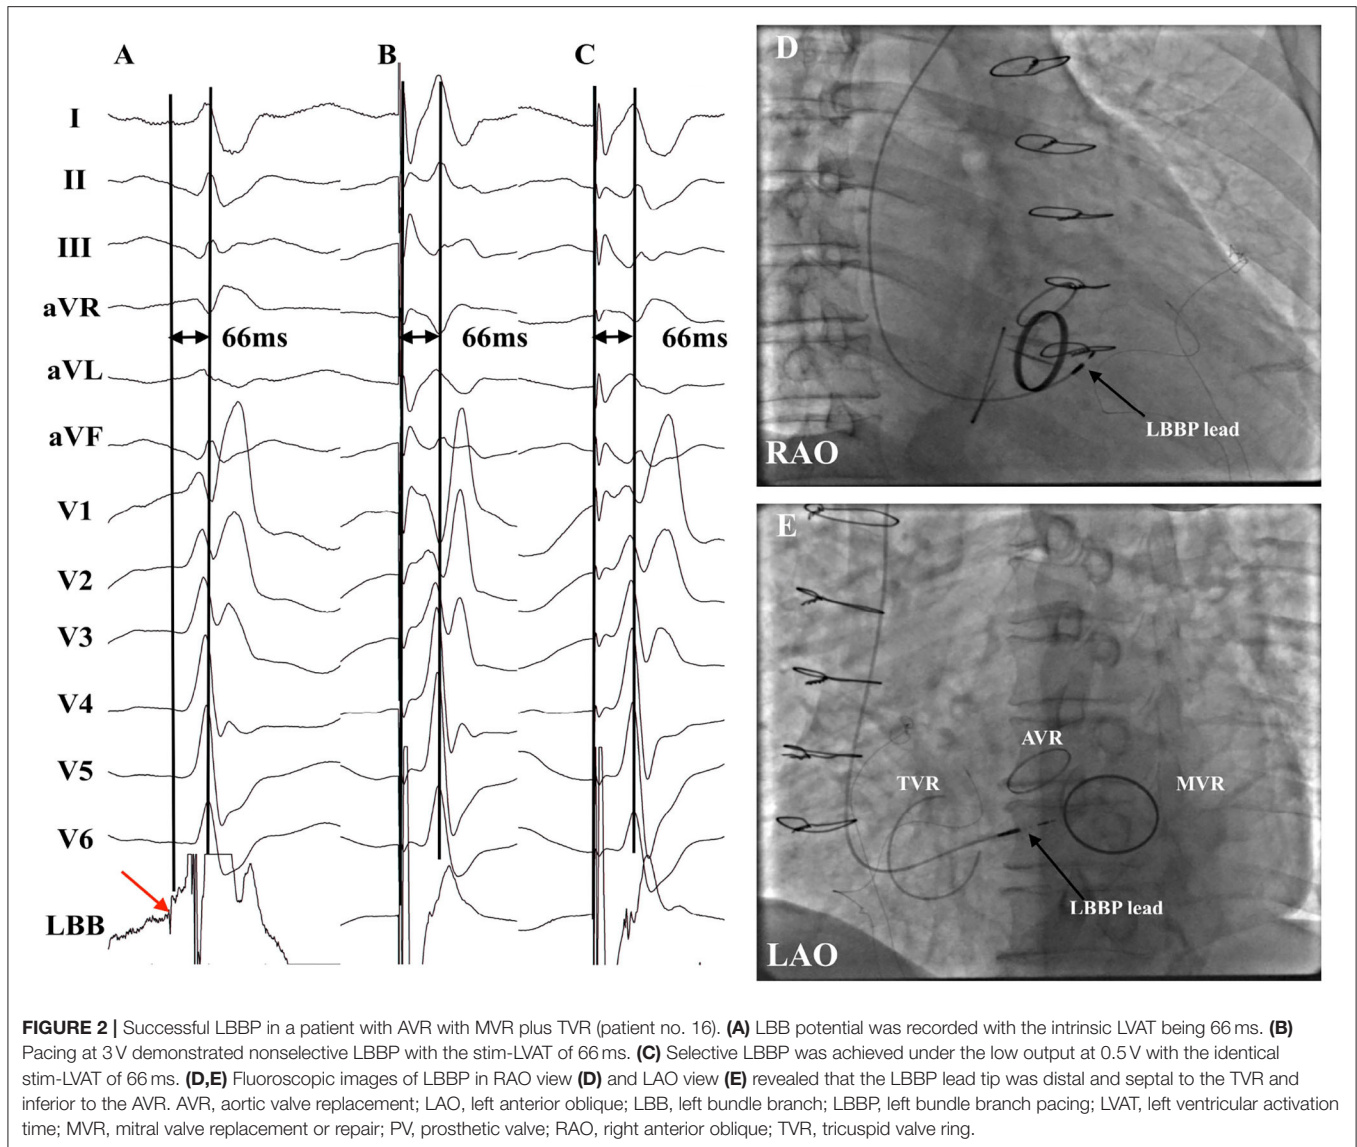 A B C
I
II
III
aVR
66ms 66ms 66ms
aVL
aVF
V1
V2
V3
V4
V5
V6
LBB
D
LBBP lead
RAO
E
AVR
TVR MVR
LBBP lead
LAO
FIGURE 2 | Successful LBBP in a patient with AVR with MVR plus TVR (patient no. 16). (A) LBB potential was recorded with the intrinsic LVAT being 66 ms. (B)
Pacing at 3 V demonstrated nonselective LBBP with the stim-LVAT of 66 ms. (C) Selective LBBP was achieved under the low output at 0.5 V with the identical
stim-LVAT of 66 ms. (D,E) Fluoroscopic images of LBBP in RAO view (D) and LAO view (E) revealed that the LBBP lead tip was distal and septal to the TVR and
inferior to the AVR. AVR, aortic valve replacement; LAO, left anterior oblique; LBB, left bundle branch; LBBP, left bundle branch pacing; LVAT, left ventricular activation
time; MVR, mitral valve replacement or repair; PV, prosthetic valve; RAO, right anterior oblique; TVR, tricuspid valve ring.